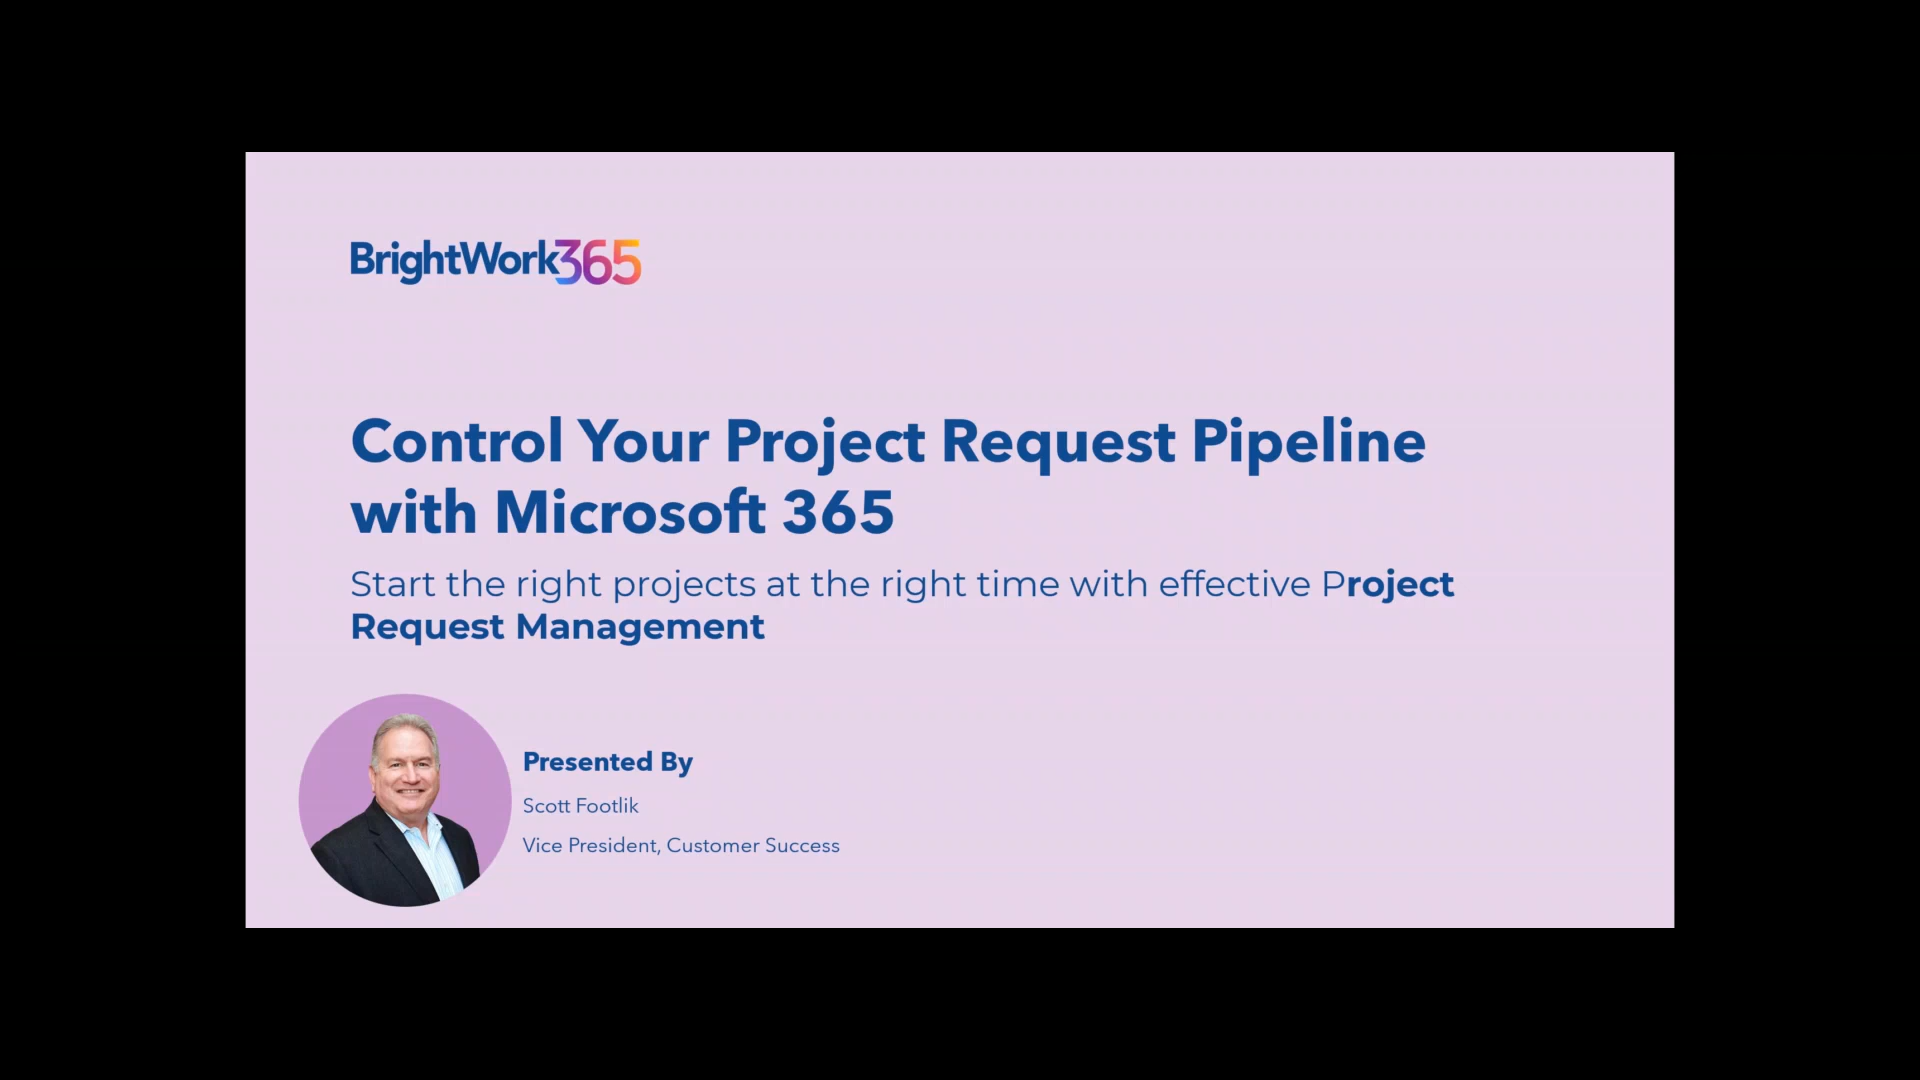 BrightWork365
Control Your Project Request Pipeline
with Microsoft 365
Start the right projects at the right time with effective Project
Request Management
Presented By
Scott Footlik
Vice President, Customer Success